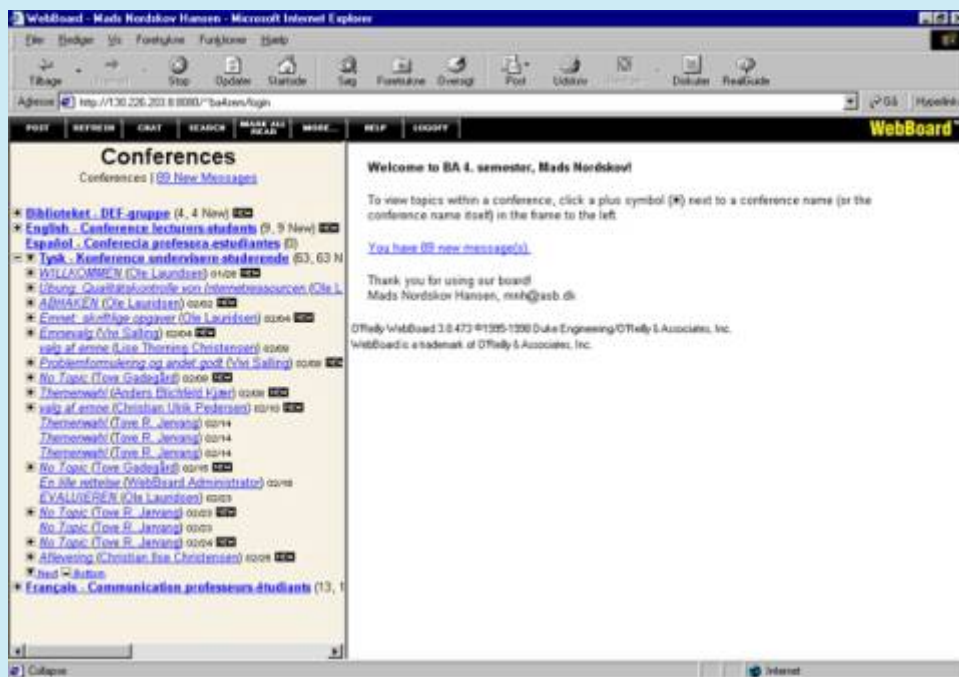 WebBoard - Mads Nordskov Hansen - Microsoft Internet Explorer
Filer Rediger Vis Foretrukne Funktioner Hjælp
Tilbage Stop Opdater Startside Søg Foretrukne Oversigt Post Udskriv Diskuter RealGuide
Adresse http://130.226.203.8:8080/~ba4sem/login Gå Hyperlinks
POST REFRESH CHAT SEARCH MARK ALL READ MORE... HELP LOGOFF WebBoard
Conferences
Conferences | 89 New Messages
Biblioteket - DEF-gruppe (4, 4 New) NEW
English - Conference lecturers-students (9, 9 New) NEW
Español - Conferecia profesora-estudiantes (0)
Tysk - Konference undervisere-studerende (63, 63 N
WILLKOMMEN (Ole Lauridsen) 01/28 NEW
Übung: Qualitätskontrolle von Internetressourcen (Ole L
ABHAKEN (Ole Lauridsen) 02/02 NEW
Emnet skriftlige opgaver (Ole Lauridsen) 02/04 NEW
Emnevalg (Vivi Salling) 02/04 NEW
valg af emne (Lise Thorning Christensen) 02/09
Problemformulering og andet godt (Vivi Salling) 02/08 NEW
No Topic (Tove Gadegård) 02/09 NEW
Themenwahl (Anders Blichfeld Kjær) 02/08 NEW
valg af emne (Christian Ulrik Pedersen) 02/10 NEW
Themenwahl (Tove R. Jervang) 02/14
Themenwahl (Tove R. Jervang) 02/14
Themenwahl (Tove R. Jervang) 02/14
No Topic (Tove Gadegård) 02/15 NEW
En lille rettelse (WebBoard Administrator) 02/18
EVALUIEREN (Ole Lauridsen) 02/23
No Topic (Tove R. Jervang) 02/23 NEW
No Topic (Tove R. Jervang) 02/23
No Topic (Tove R. Jervang) 02/24 NEW
Aflevering (Christian Ilsø Christensen) 02/28 NEW
Next Bottom
Français - Communication professeurs-étudiants (13, 1
Welcome to BA 4. semester, Mads Nordskov!
To view topics within a conference, click a plus symbol ( ) next to a conference name (or the
conference name itself) in the frame to the left.
You have 89 new message(s).
Thank you for using our board!
Mads Nordskov Hansen, mnh@asb.dk
O'Reilly WebBoard 3.0.473 ©1995-1998 Duke Engineering/O'Reilly & Associates, Inc.
WebBoard is a trademark of O'Reilly & Associates, Inc.
Collapse Internet